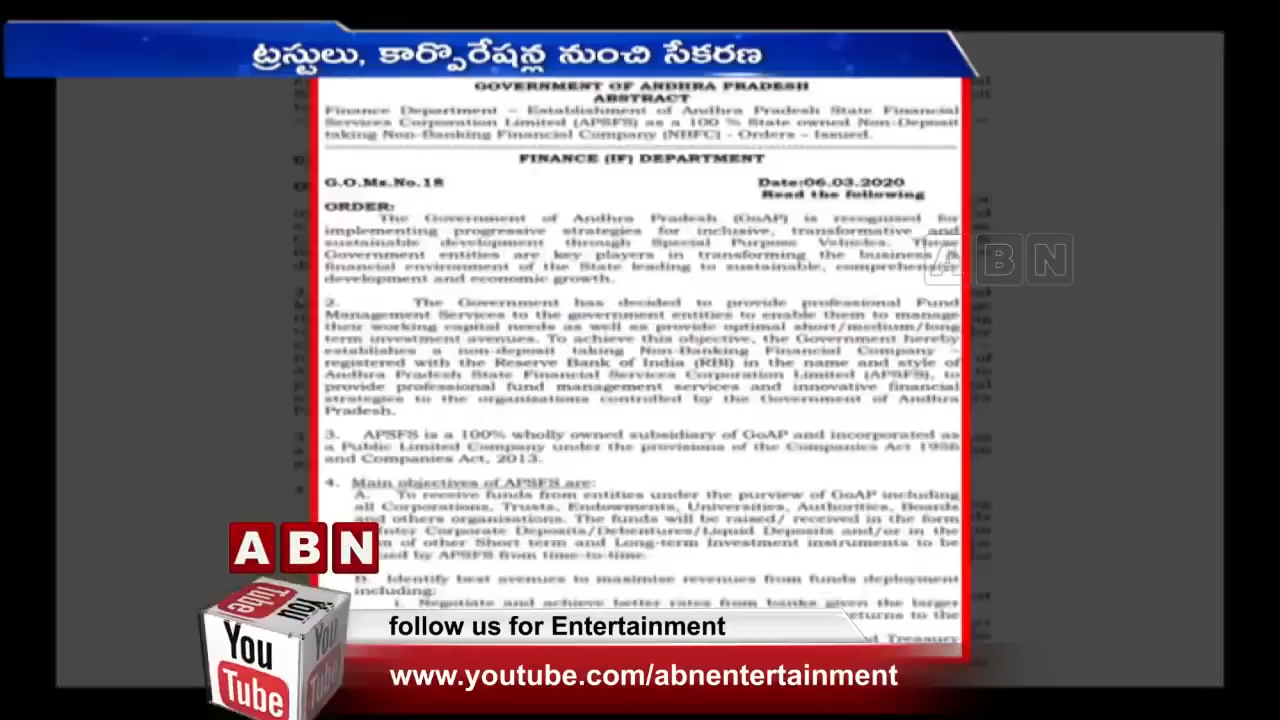 ట్రస్టులు, కార్పొరేషన్ల నుంచి సేకరణ
GOVERNMENT OF ANDHRA PRADESH
ABSTRACT
Finance Department – Establishment of Andhra Pradesh State Financial
Services Corporation Limited (APSFS) as a 100 % State owned Non-Deposit
taking Non-Banking Financial Company (NBFC) - Orders – Issued.
FINANCE (IF) DEPARTMENT
G.O.Ms.No.18 Date:06.03.2020
Read the following
ORDER:
The Government of Andhra Pradesh (GoAP) is recognised for
implementing progressive strategies for inclusive, transformative and
sustainable development through Special Purpose Vehicles. These
Government entities are key players in transforming the business
financial environment of the State leading to sustainable, comprehensive
development and economic growth.
ABN
2. The Government has decided to provide professional Fund
Management Services to the government entities to enable them to manage
their working capital needs as well as provide optimal short/medium/long
term investment avenues. To achieve this objective, the Government hereby
establishes a non-deposit taking Non-Banking Financial Company –
registered with the Reserve Bank of India (RBI) in the name and style of
Andhra Pradesh State Financial Services Corporation Limited (APSFS), to
provide professional fund management services and innovative financial
strategies to the organizations controlled by the Government of Andhra
Pradesh.
3. APSFS is a 100% wholly owned subsidiary of GoAP and incorporated as
a Public Limited Company under the provisions of the Companies Act 1956
and Companies Act, 2013.
4. Main objectives of APSFS are:
A. To receive funds from entities under the purview of GoAP including
all Corporations, Trusts, Endowments, Universities, Authorities, Boards
and others organisations. The funds will be raised/ received in the form
Inter Corporate Deposits/Debentures/Liquid Deposits and/or in the
of other Short term and Long-term Investment instruments to be
by APSFS from time-to-time.
Identify best avenues to maximise revenues from funds deployment
including:
i. Negotiate and achieve better rates from banks given the larger
returns to the
Treasury
ABN
You
Tube
follow us for Entertainment
www.youtube.com/abnentertainment